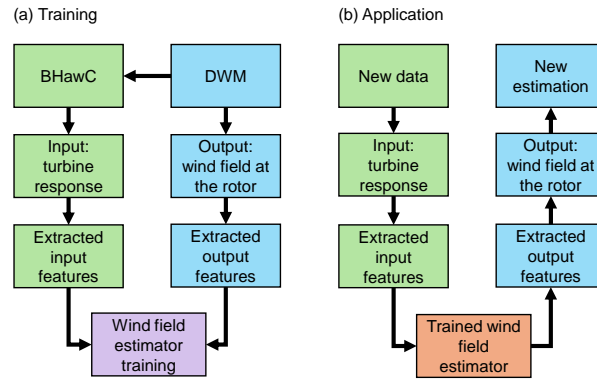 (a) Training
BHawC
DWM
Input:
turbine
response
Output:
wind field at
the rotor
Extracted
input
features
Extracted
output
features
Wind field
estimator
training
(b) Application
New data
New
estimation
Input:
turbine
response
Output:
wind field at
the rotor
Extracted
input
features
Extracted
output
features
Trained wind
field
estimator